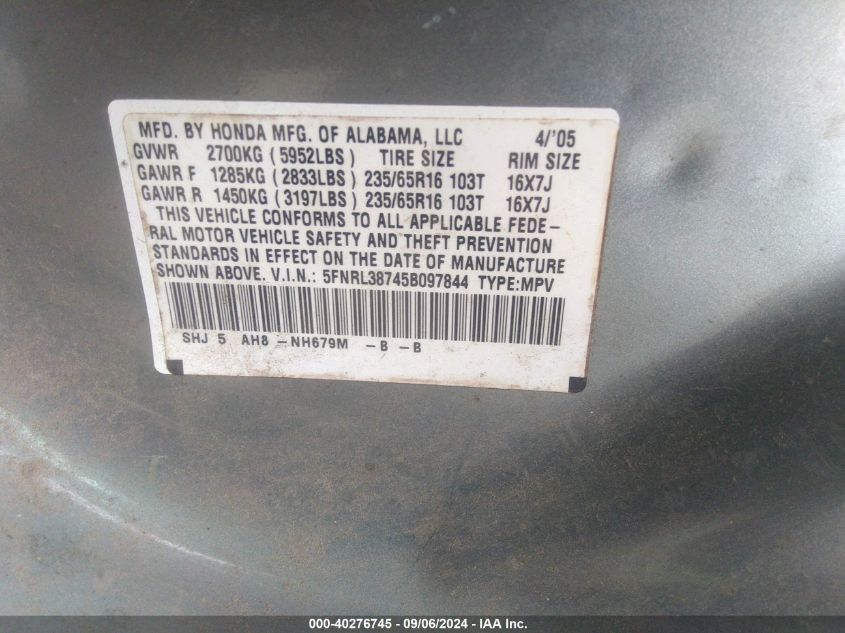 MFD. BY HONDA MFG. OF ALABAMA, LLC 4/'05
GVWR 2700KG (5952LBS) TIRE SIZE RIM SIZE
GAWR F 1285KG (2833LBS) 235/65R16 103T 16X7J
GAWR R 1450KG (3197LBS) 235/65R16 103T 16X7J
THIS VEHICLE CONFORMS TO ALL APPLICABLE FEDE-
RAL MOTOR VEHICLE SAFETY AND THEFT PREVENTION
STANDARDS IN EFFECT ON THE DATE OF MANUFACTURE
SHOWN ABOVE. V.I.N.: 5FNRL38745B097844 TYPE:MPV
SHJ 5 AH8 -NH679M -B -B
000-40276745 - 09/06/2024 - IAA Inc.